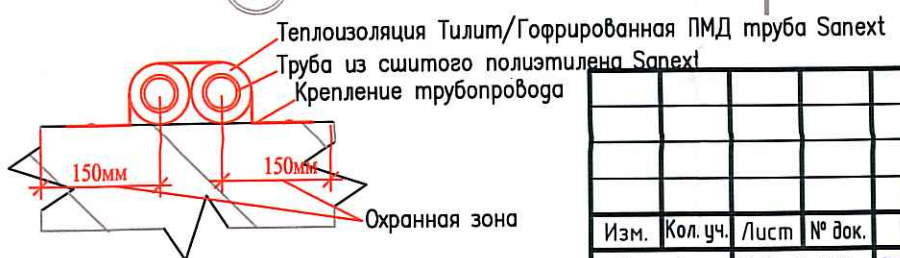 Теплоизоляция Тилит/Гофрированная ПМД труба Sanext
Труба из сшитого полиэтилена Sanext
Крепление трубопровода
150мм
150мм
Охранная зона
Изм. Кол. уч. Лист № док.